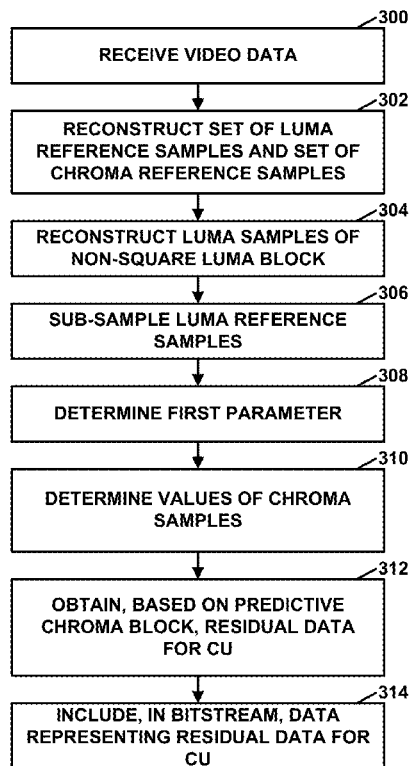 300
RECEIVE VIDEO DATA
302
RECONSTRUCT SET OF LUMA
REFERENCE SAMPLES AND SET OF
CHROMA REFERENCE SAMPLES
304
RECONSTRUCT LUMA SAMPLES OF
NON-SQUARE LUMA BLOCK
306
SUB-SAMPLE LUMA REFERENCE
SAMPLES
308
DETERMINE FIRST PARAMETER
310
DETERMINE VALUES OF CHROMA
SAMPLES
312
OBTAIN, BASED ON PREDICTIVE
CHROMA BLOCK, RESIDUAL DATA
FOR CU
314
INCLUDE, IN BITSTREAM, DATA
REPRESENTING RESIDUAL DATA FOR
CU